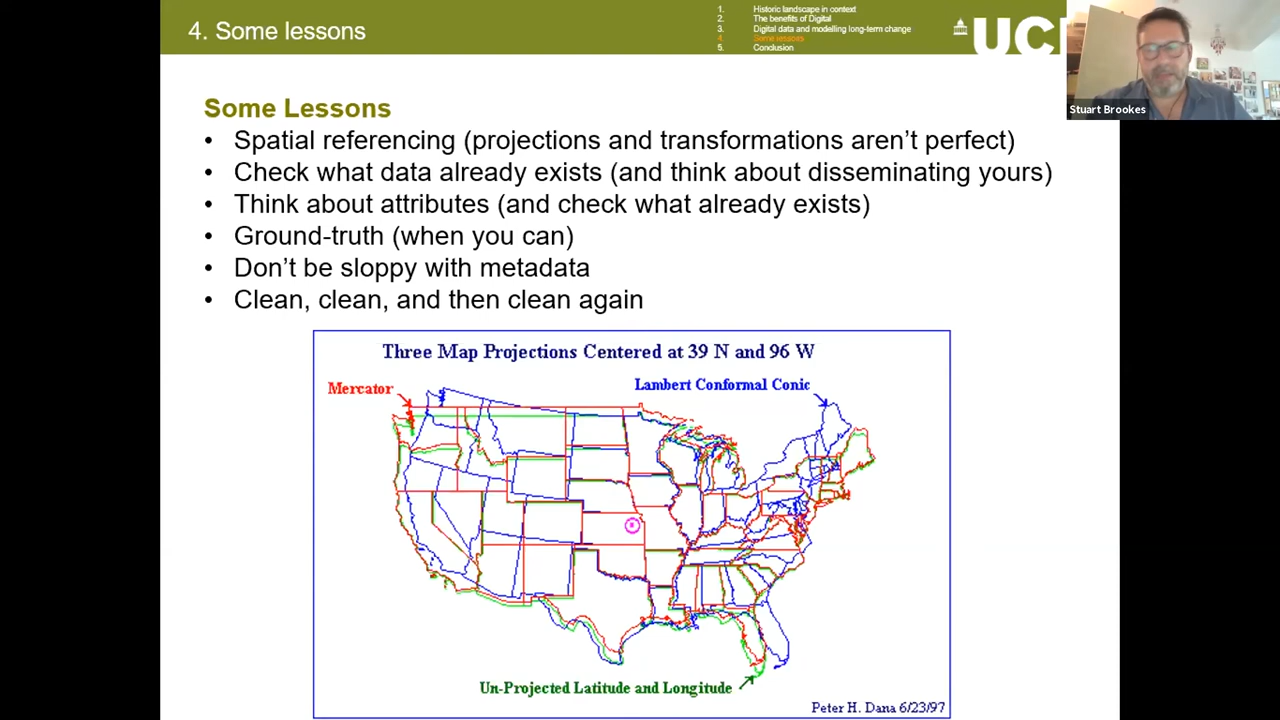 4. Some lessons
1. Historic landscape in context
2. The benefits of Digital
3. Digital data and modelling long-term change
4. Some lessons
5. Conclusion
UCL
Stuart Brookes
Some Lessons
• Spatial referencing (projections and transformations aren’t perfect)
• Check what data already exists (and think about disseminating yours)
• Think about attributes (and check what already exists)
• Ground-truth (when you can)
• Don’t be sloppy with metadata
• Clean, clean, and then clean again
Three Map Projections Centered at 39 N and 96 W
Mercator
Lambert Conformal Conic
Un-Projected Latitude and Longitude
Peter H. Dana 6/23/97